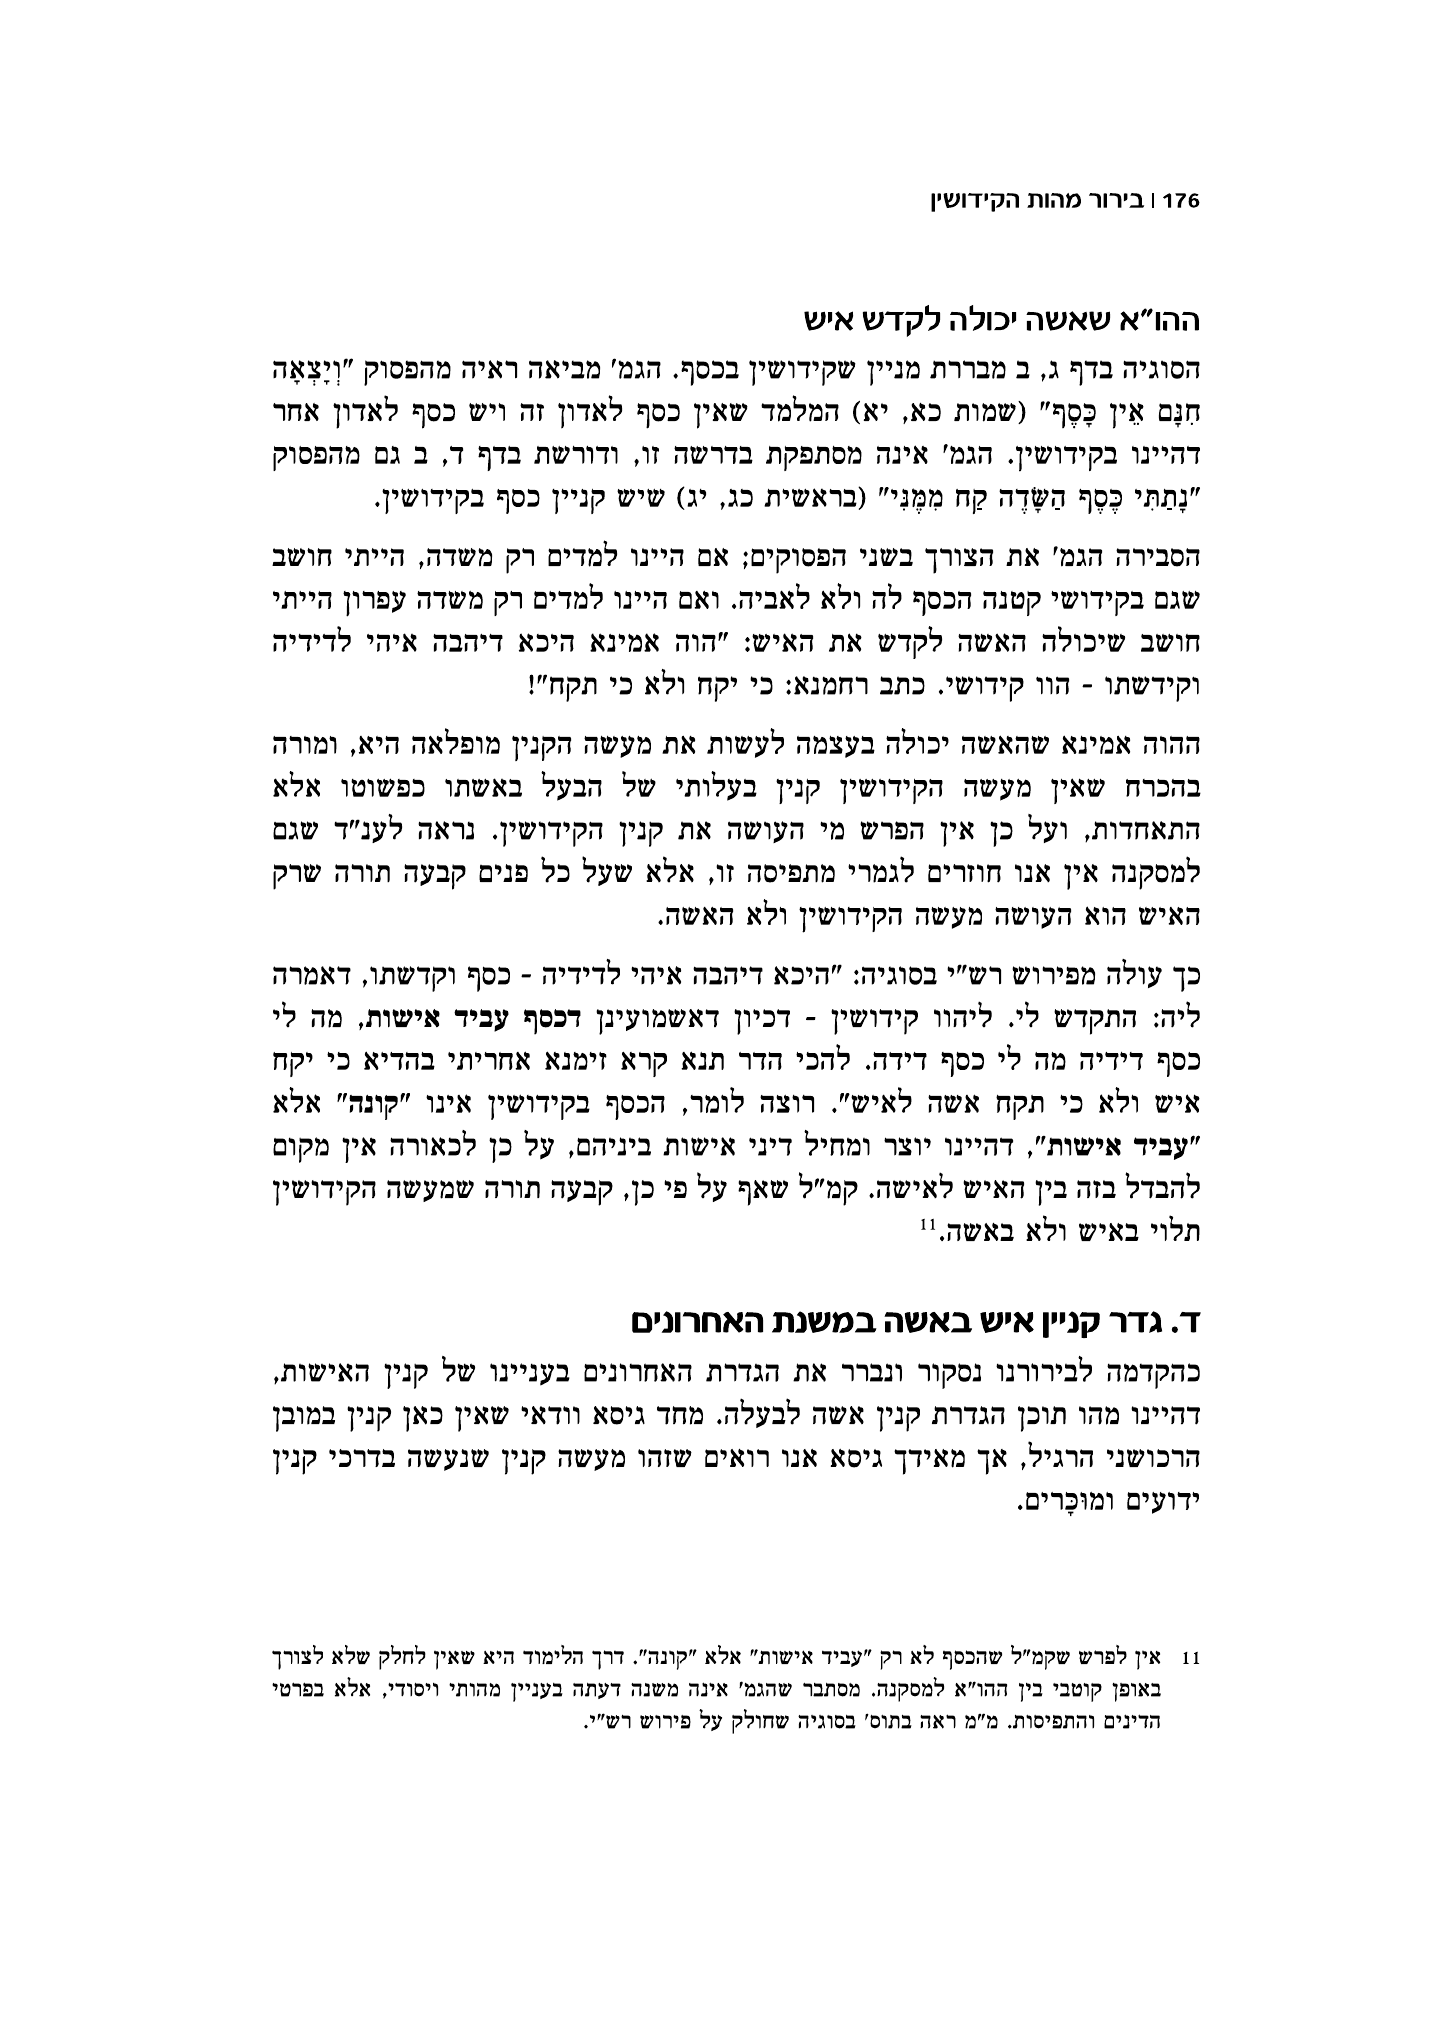 176 | בירור מהות הקידושין
ההו"א שאשה יכולה לקדש איש
הסוגיה בדף ג, ב מבררת מניין שקידושין בכסף. הגמ' מביאה ראיה מהפסוק "וְיָצְאָה
חִנָּם אֵין כָּסֶף" (שמות כא, יא) המלמד שאין כסף לאדון זה ויש כסף לאדון אחר
דהיינו בקידושין. הגמ' אינה מסתפקת בדרשה זו, ודורשת בדף ד, ב גם מהפסוק
"נָתַתִּי כֶּסֶף הַשָּׂדֶה קַח מִמֶּנִּי" (בראשית כג, יג) שיש קניין כסף בקידושין.
הסבירה הגמ' את הצורך בשני הפסוקים; אם היינו למדים רק משדה, הייתי חושב
שגם בקידושי קטנה הכסף לה ולא לאביה. ואם היינו למדים רק משדה עפרון הייתי
חושב שיכולה האשה לקדש את האיש: "הוה אמינא היכא דיהבה איהי לדידיה
וקידשתו - הוו קידושי. כתב רחמנא: כי יקח ולא כי תקח"!
ההוה אמינא שהאשה יכולה בעצמה לעשות את מעשה הקנין מופלאה היא, ומורה
בהכרח שאין מעשה הקידושין קנין בעלותי של הבעל באשתו כפשוטו אלא
התאחדות, ועל כן אין הפרש מי העושה את קנין הקידושין. נראה לענ"ד שגם
למסקנה אין אנו חוזרים לגמרי מתפיסה זו, אלא שעל כל פנים קבעה תורה שרק
האיש הוא העושה מעשה הקידושין ולא האשה.
כך עולה מפירוש רש"י בסוגיה: "היכא דיהבה איהי לדידיה - כסף וקדשתו, דאמרה
ליה: התקדש לי. ליהוו קידושין - דכיון דאשמועינן דכסף עביד אישות, מה לי
כסף דידיה מה לי כסף דידה. להכי הדר תנא קרא זימנא אחריתי בהדיא כי יקח
איש ולא כי תקח אשה לאיש". רוצה לומר, הכסף בקידושין אינו "קונה" אלא
"עביד אישות", דהיינו יוצר ומחיל דיני אישות ביניהם, על כן לכאורה אין מקום
להבדל בזה בין האיש לאישה. קמ"ל שאף על פי כן, קבעה תורה שמעשה הקידושין
תלוי באיש ולא באשה.11
ד. גדר קניין איש באשה במשנת האחרונים
כהקדמה לבירורנו נסקור ונברר את הגדרת האחרונים בעניינו של קנין האישות,
דהיינו מהו תוכן הגדרת קנין אשה לבעלה. מחד גיסא וודאי שאין כאן קנין במובן
הרכושני הרגיל, אך מאידך גיסא אנו רואים שזהו מעשה קנין שנעשה בדרכי קנין
ידועים ומוּכָּרים.
11 אין לפרש שקמ"ל שהכסף לא רק "עביד אישות" אלא "קונה". דרך הלימוד היא שאין לחלק שלא לצורך
באופן קוטבי בין ההו"א למסקנה. מסתבר שהגמ' אינה משנה דעתה בעניין מהותי ויסודי, אלא בפרטי
הדינים והתפיסות. מ"מ ראה בתוס' בסוגיה שחולק על פירוש רש"י.